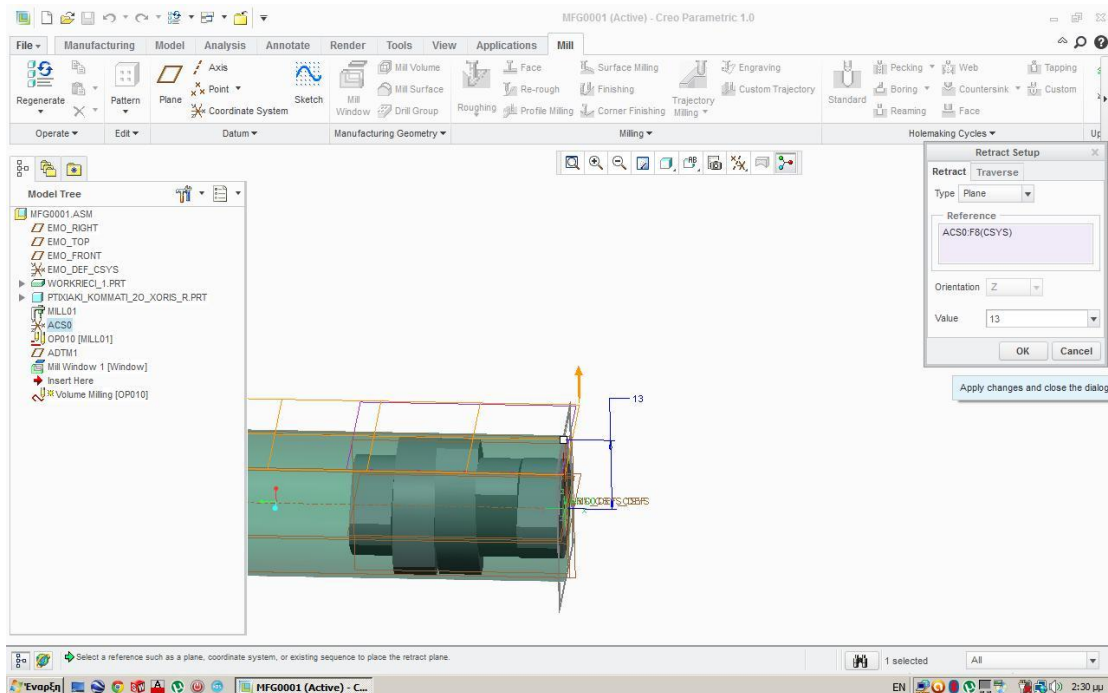 MFG0001 (Active) - Creo Parametric 1.0
File Manufacturing Model Analysis Annotate Render Tools View Applications Mill
Regenerate
Pattern
Plane
Axis
Point
Coordinate System
Sketch
Mill Window
Mill Volume
Mill Surface
Drill Group
Roughing
Face
Re-rough
Profile Milling
Surface Milling
Finishing
Corner Finishing
Trajectory Milling
Engraving
Custom Trajectory
Standard
Pecking
Boring
Reaming
Web
Countersink
Face
Tapping
Custom
Operate Edit Datum Manufacturing Geometry Milling Holemaking Cycles
Model Tree
MFG0001.ASM
EMO_RIGHT
EMO_TOP
EMO_FRONT
EMO_DEF_CSYS
WORKRIECI_1.PRT
PTIXIAKI_KOMMATI_2O_XORIS_R.PRT
MILL01
ACS0
OP010 [MILL01]
ADTM1
Mill Window 1 [Window]
Insert Here
Volume Milling [OP010]
Retract Setup
Retract Traverse
Type Plane
Reference
ACS0:F8(CSYS)
Orientation Z
Value 13
OK Cancel
Apply changes and close the dialog
13
Select a reference such as a plane, coordinate system, or existing sequence to place the retract plane.
1 selected
All
Έναρξη
MFG0001 (Active) - C...
EN
2:30 μμ